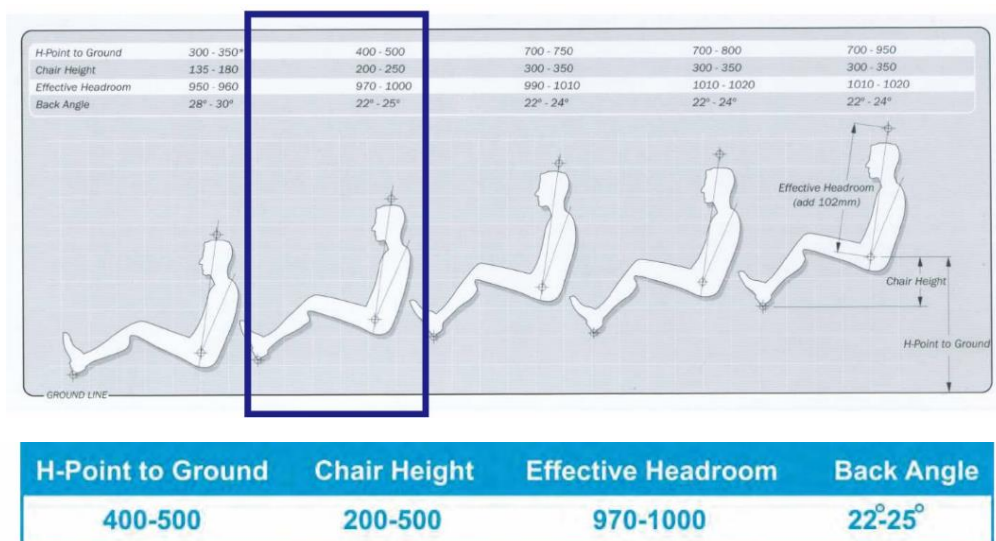 H-Point to Ground 300 - 350* 400 - 500 700 - 750 700 - 800 700 - 950
Chair Height 135 - 180 200 - 250 300 - 350 300 - 350 300 - 350
Effective Headroom 950 - 960 970 - 1000 990 - 1010 1010 - 1020 1010 - 1020
Back Angle 28° - 30° 22° - 25° 22° - 24° 22° - 24° 22° - 24°
Effective Headroom
(add 102mm)
Chair Height
H-Point to Ground
GROUND LINE
H-Point to Ground Chair Height Effective Headroom Back Angle
400-500 200-500 970-1000 22°-25°